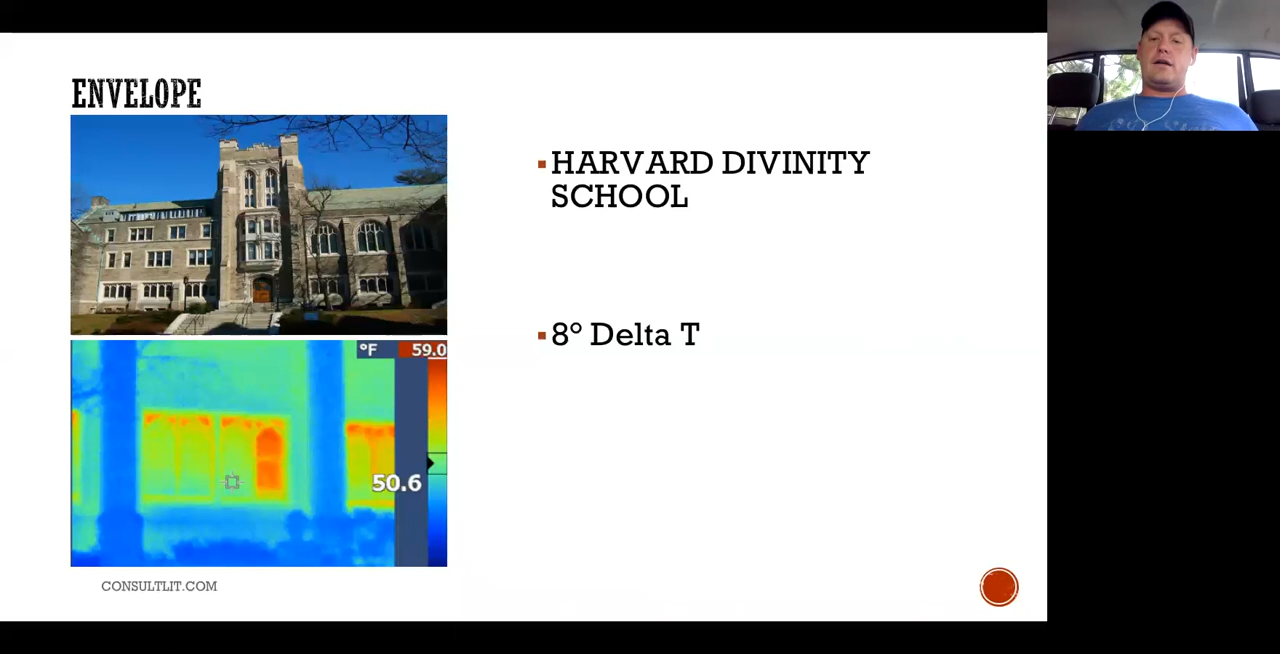 ENVELOPE
HARVARD DIVINITY
SCHOOL
8° Delta T
°F 59.0
50.6
CONSULTLIT.COM